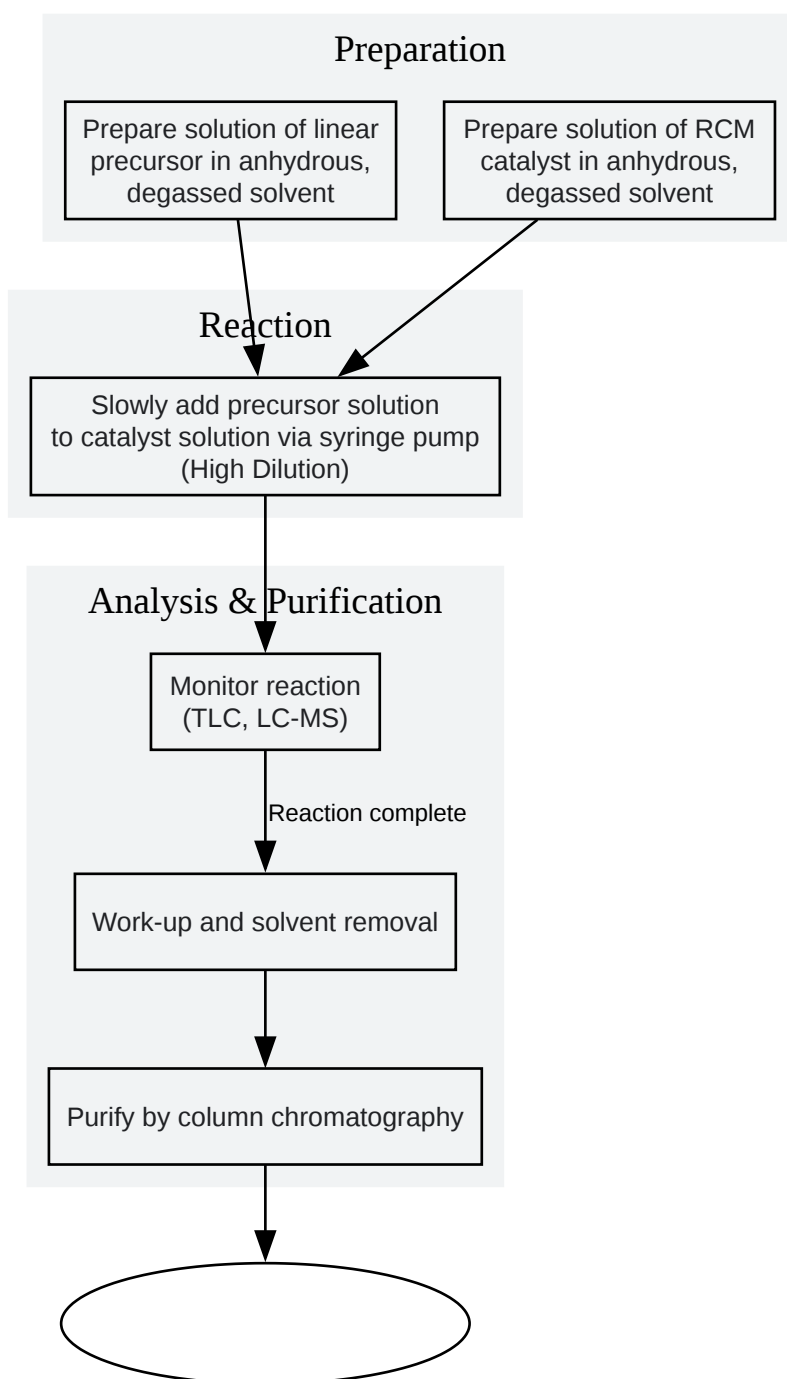 Preparation
Prepare solution of linear
precursor in anhydrous,
degassed solvent
Prepare solution of RCM
catalyst in anhydrous,
degassed solvent
Reaction
Slowly add precursor solution
to catalyst solution via syringe pump
(High Dilution)
Analysis & Purification
Monitor reaction
(TLC, LC-MS)
Reaction complete
Work-up and solvent removal
Purify by column chromatography